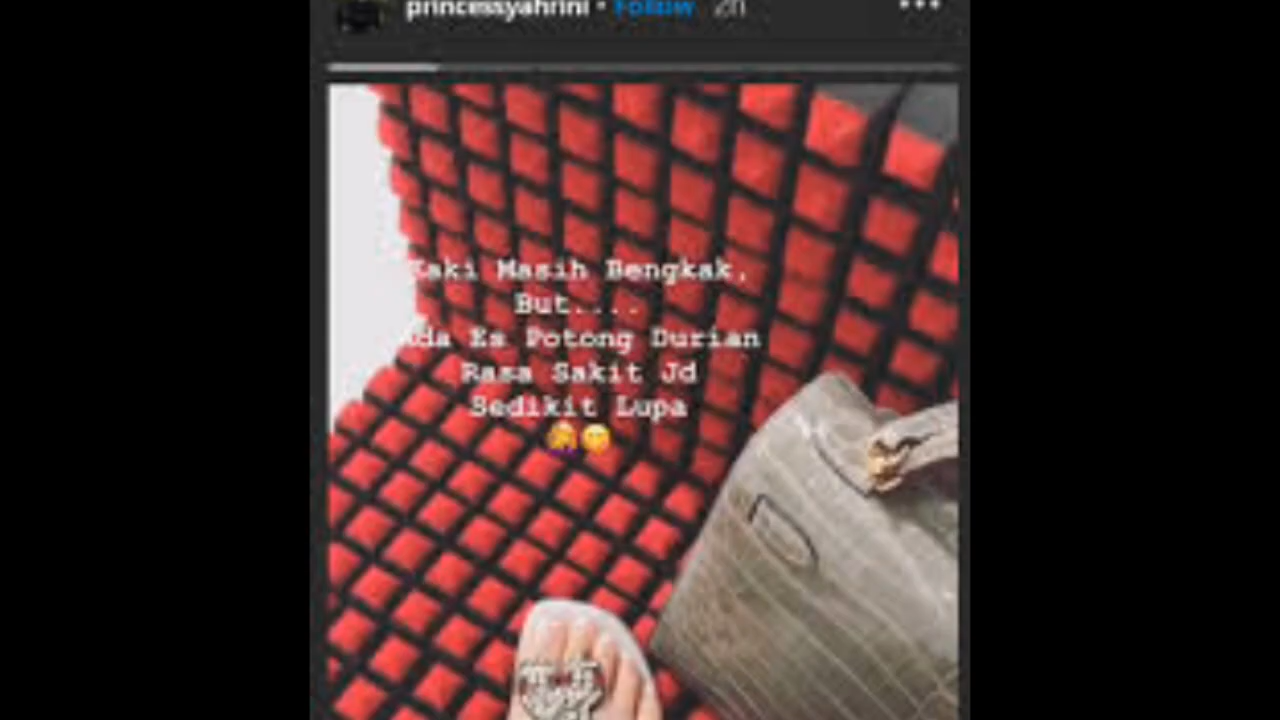 princessyahrini • Follow 2h
Kaki Masih Bengkak,
But....
Ada Es Potong Durian
Rasa Sakit Jd
Sedikit Lupa